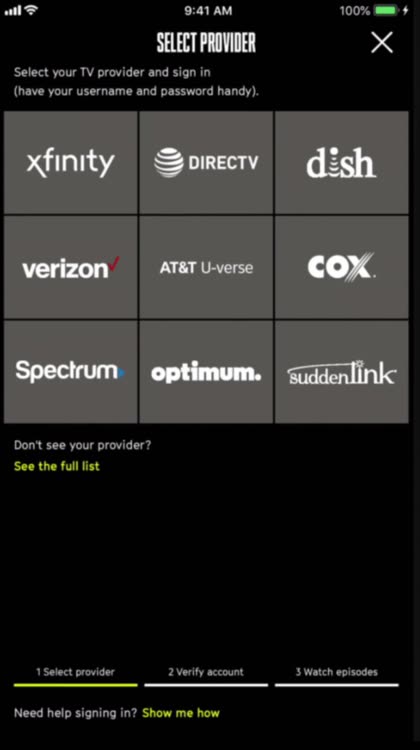 9:41 AM
100%
SELECT PROVIDER
Select your TV provider and sign in
(have your username and password handy).
xfinity
DIRECTV
dish
verizon
AT&T U-verse
COX.
Spectrum
optimum.
suddenlink
Don't see your provider?
See the full list
1 Select provider
2 Verify account
3 Watch episodes
Need help signing in? Show me how